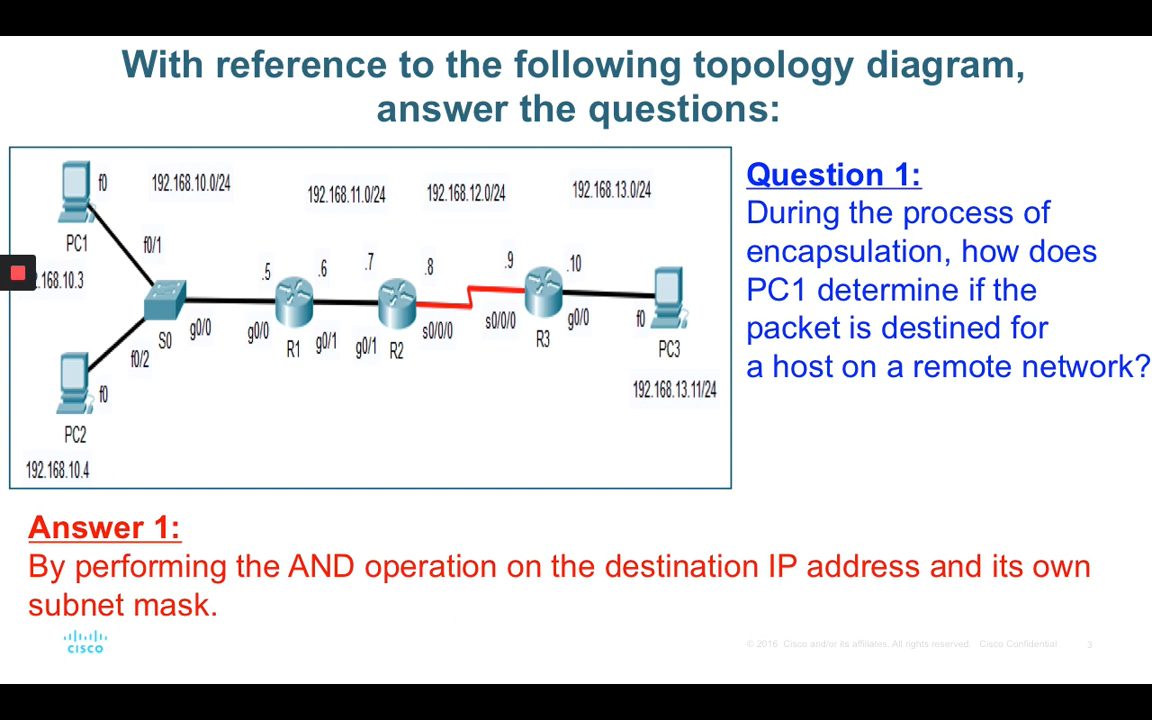 With reference to the following topology diagram,
answer the questions:
f0
192.168.10.0/24
192.168.11.0/24
192.168.12.0/24
192.168.13.0/24
PC1
f0/1
.168.10.3
.5
.6
.7
.8
.9
.10
S0
g0/0
g0/0
R1
g0/1
g0/1
R2
s0/0/0
s0/0/0
R3
g0/0
f0
PC3
f0/2
192.168.13.11/24
f0
PC2
192.168.10.4
Question 1:
During the process of
encapsulation, how does
PC1 determine if the
packet is destined for
a host on a remote network?
Answer 1:
By performing the AND operation on the destination IP address and its own
subnet mask.
CISCO
© 2016 Cisco and/or its affiliates. All rights reserved. Cisco Confidential
3